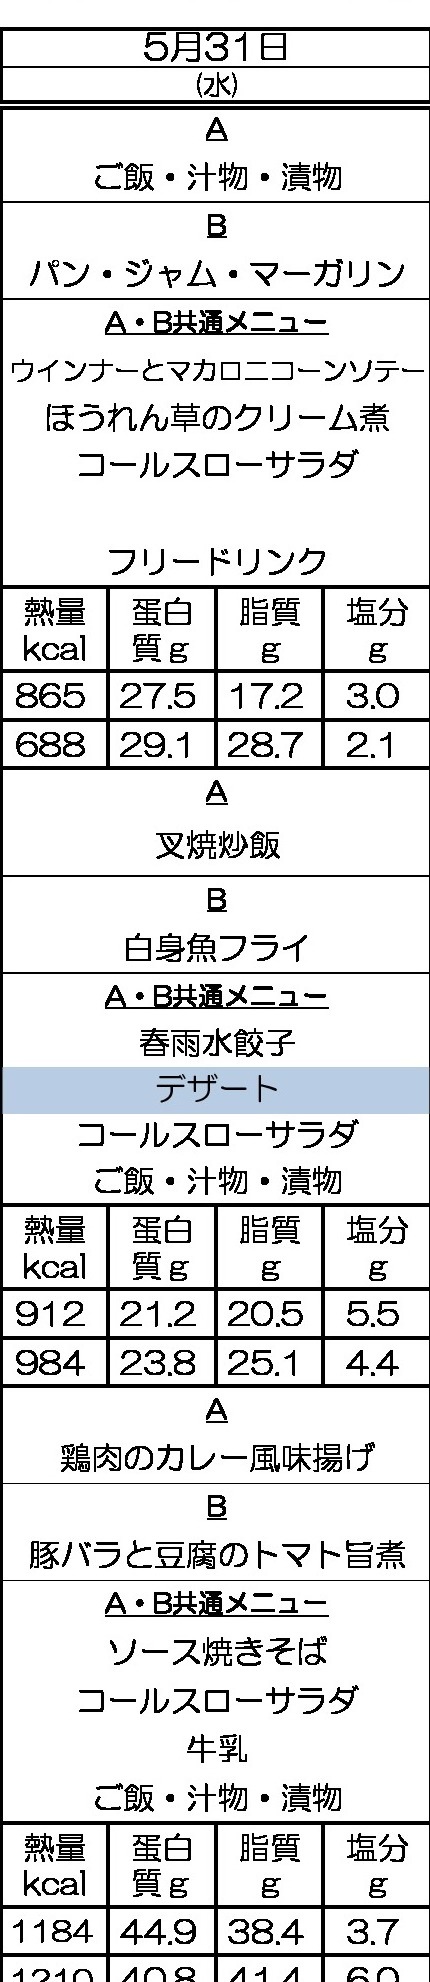 5月31日
(水)
A
ご飯・汁物・漬物
B
パン・ジャム・マーガリン
A・B共通メニュー
ウインナーとマカロニコーンソテー
ほうれん草のクリーム煮
コールスローサラダ
フリードリンク
熱量 蛋白 脂質 塩分
kcal 質g g g
865 27.5 17.2 3.0
688 29.1 28.7 2.1
A
叉焼炒飯
B
白身魚フライ
A・B共通メニュー
春雨水餃子
デザート
コールスローサラダ
ご飯・汁物・漬物
熱量 蛋白 脂質 塩分
kcal 質g g g
912 21.2 20.5 5.5
984 23.8 25.1 4.4
A
鶏肉のカレー風味揚げ
B
豚バラと豆腐のトマト旨煮
A・B共通メニュー
ソース焼きそば
コールスローサラダ
牛乳
ご飯・汁物・漬物
熱量 蛋白 脂質 塩分
kcal 質g g g
1184 44.9 38.4 3.7
1210 40.8 41.4 6.0